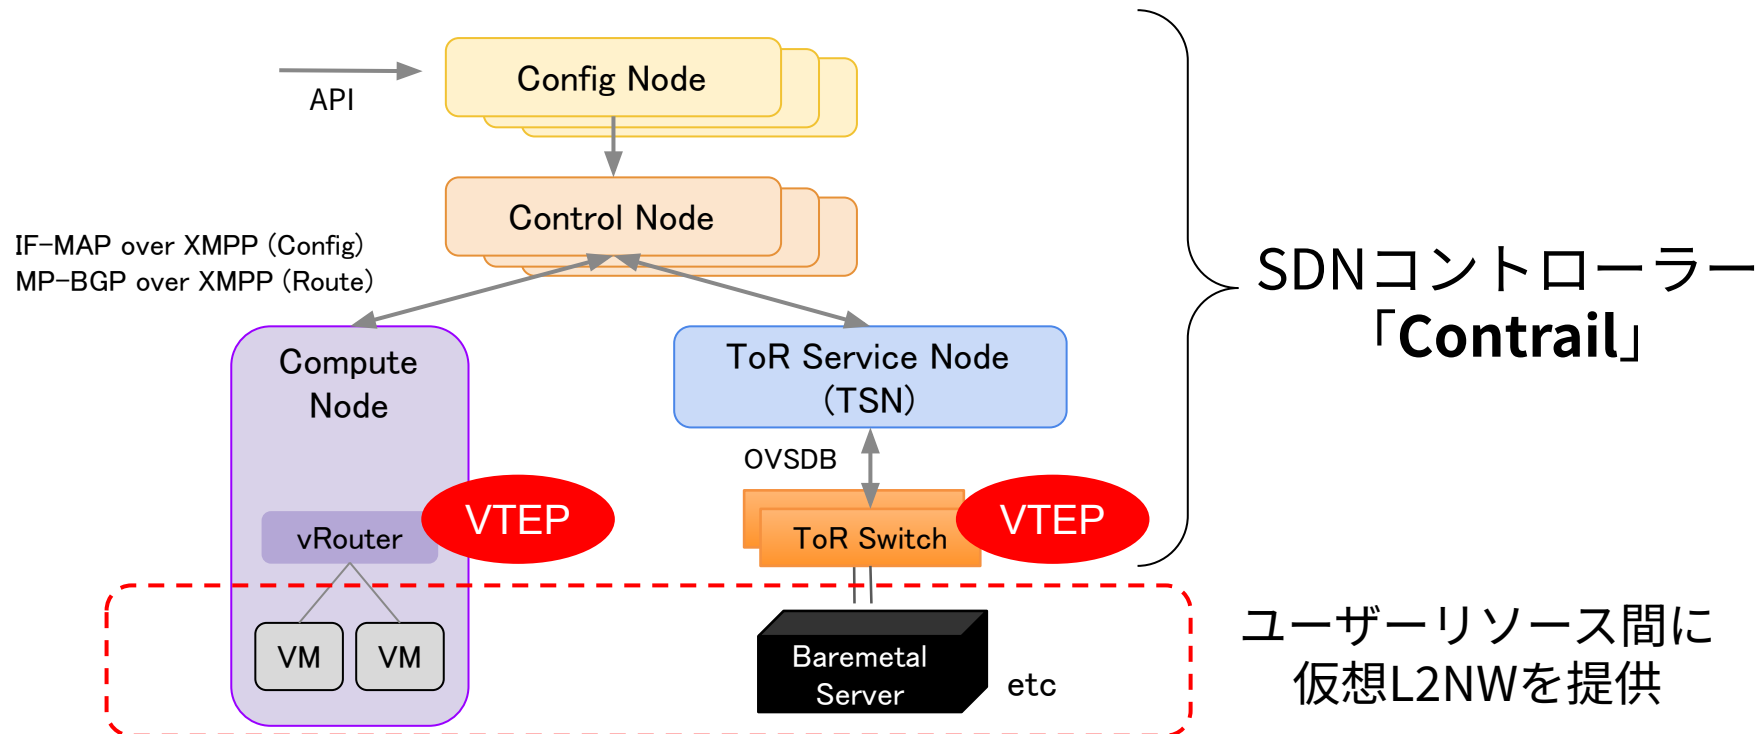 Config Node
API
Control Node
IF-MAP over XMPP (Config)
MP-BGP over XMPP (Route)
SDNコントローラー
「Contrail」
Compute
Node
ToR Service Node
(TSN)
OVSDB
VTEP
VTEP
vRouter
ToR Switch
VM
VM
Baremetal
Server
etc
ユーザーリソース間に
仮想L2NWを提供